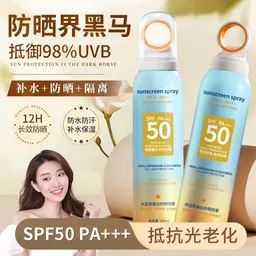 防晒界黑马
抵御98%UVB
SUN PROTECTION IS THE DARK HORSE
补水+防晒+隔离
12H
长效防晒
防水防汗
补水保湿
sunscreen spray
SPF PA+++
50
sunscreen spray
SPF PA+++
50
SPF50 PA+++
抵抗光老化